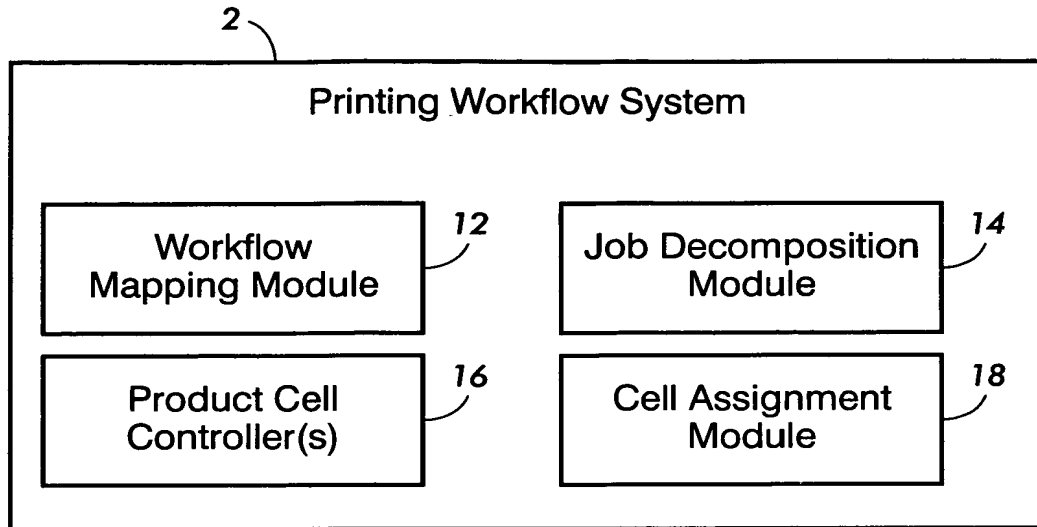 2
Printing Workflow System
Workflow
Mapping Module
12
Job Decomposition
Module
14
Product Cell
Controller(s)
16
Cell Assignment
Module
18